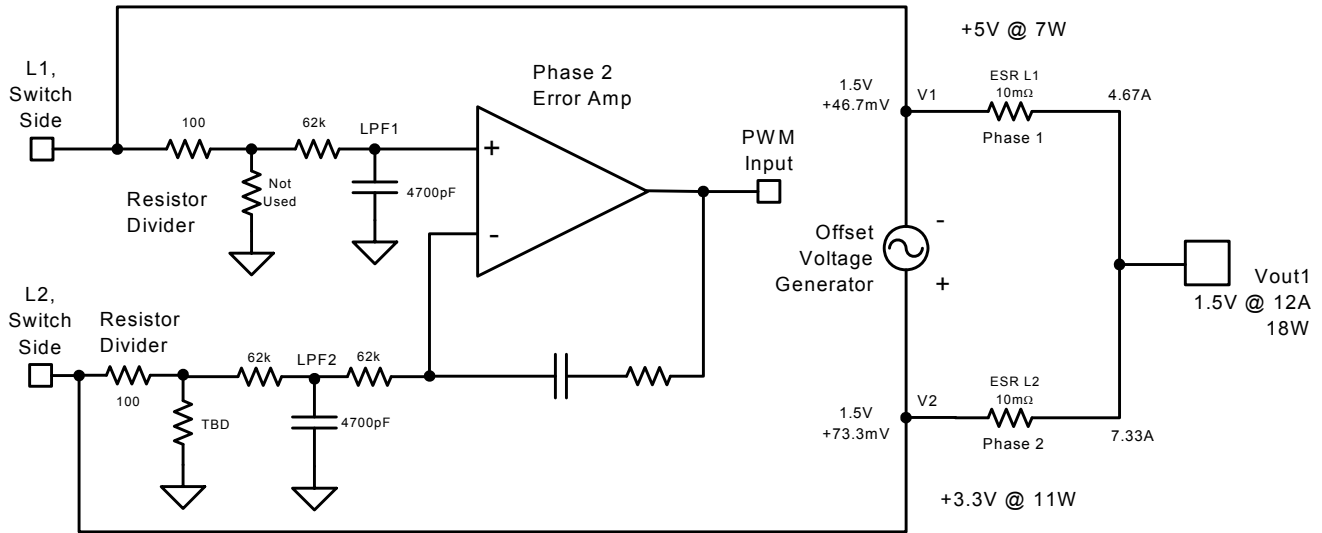 +5V @ 7W
L1,
Switch
Side
Phase 2
Error Amp
1.5V
+46.7mV
V1
ESR L1
10mΩ
Phase 1
4.67A
100
62k
LPF1
+
4700pF
Not
Used
Resistor
Divider
PWM
Input
-
-
Offset
Voltage
Generator
+
Vout1
1.5V @ 12A
18W
L2,
Switch
Side
Resistor
Divider
100
62k
LPF2
62k
TBD
4700pF
1.5V
+73.3mV
V2
ESR L2
10mΩ
Phase 2
7.33A
+3.3V @ 11W